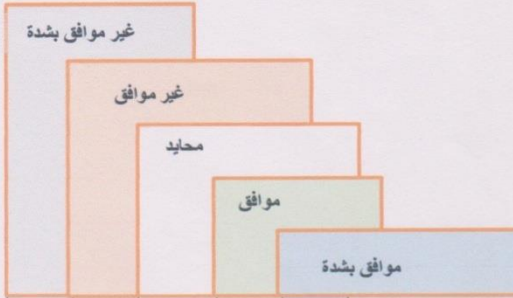 غير موافق بشدة
غير موافق
محايد
موافق
موافق بشدة